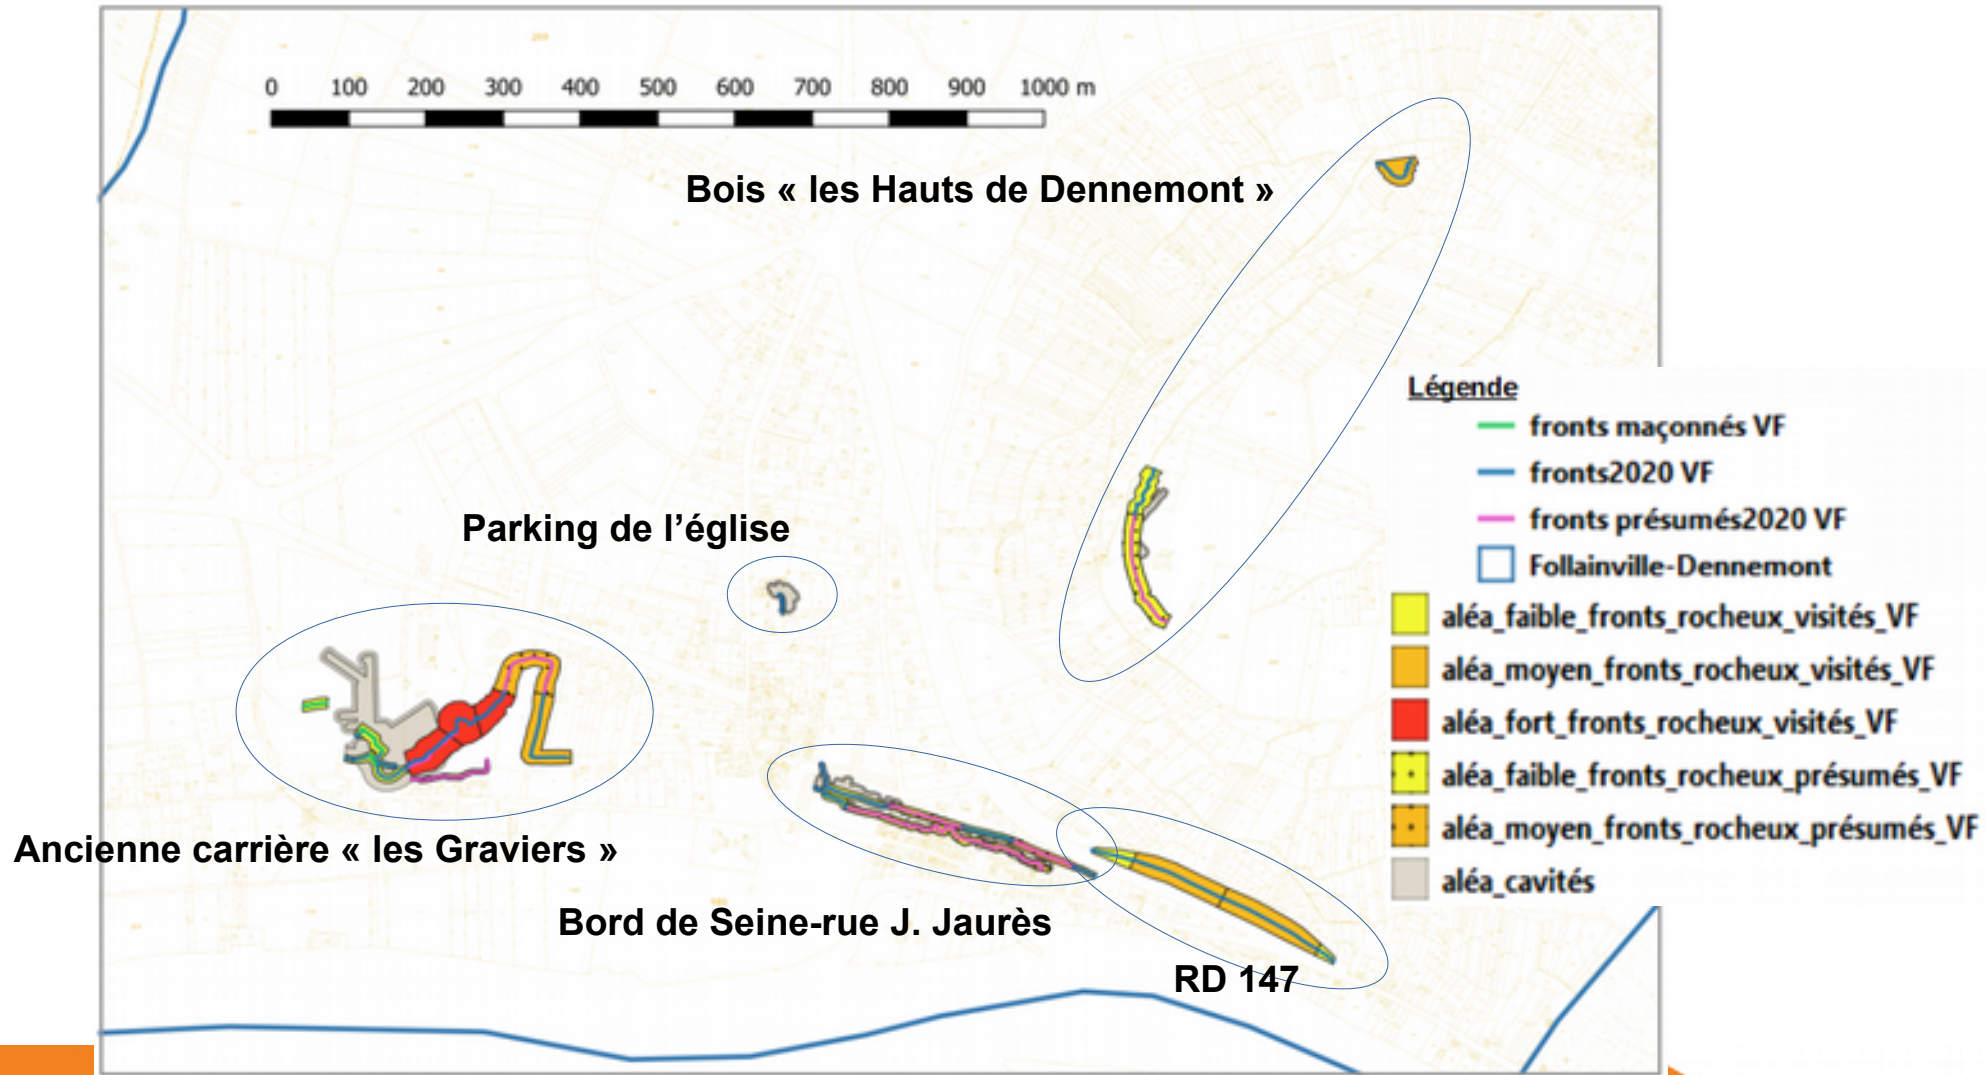 0 100 200 300 400 500 600 700 800 900 1000 m
Bois « les Hauts de Dennemont »
Parking de l’église
Ancienne carrière « les Graviers »
Bord de Seine-rue J. Jaurès
RD 147
Légende
fronts maçonnés VF
fronts2020 VF
fronts présumés2020 VF
Follainville-Dennemont
aléa_faible_fronts_rocheux_visités_VF
aléa_moyen_fronts_rocheux_visités_VF
aléa_fort_fronts_rocheux_visités_VF
aléa_faible_fronts_rocheux_présumés_VF
aléa_moyen_fronts_rocheux_présumés_VF
aléa_cavités